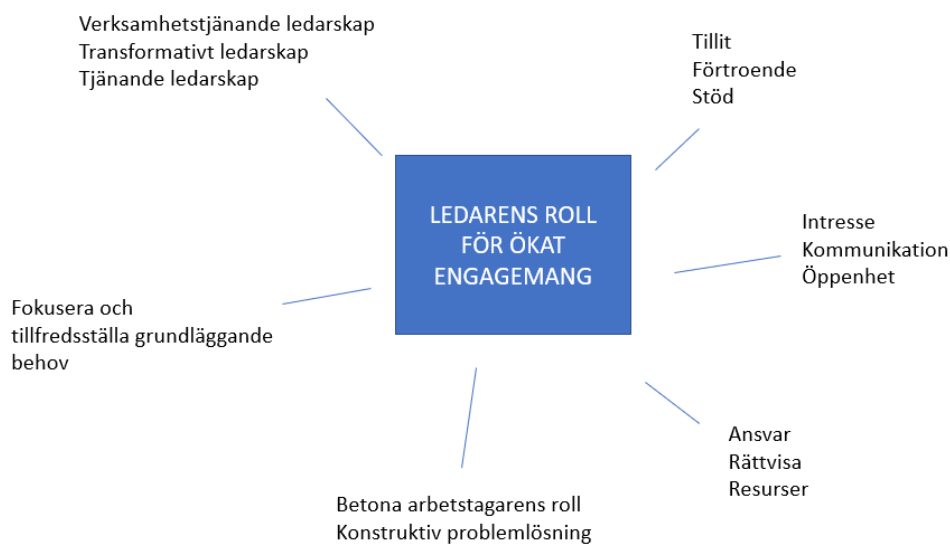 Verksamhetstjänande ledarskap
Transformativt ledarskap
Tjänande ledarskap
Tillit
Förtroende
Stöd
LEDARENS ROLL
FÖR ÖKAT
ENGAGEMANG
Intresse
Kommunikation
Öppenhet
Fokusera och
tillfredsställa grundläggande
behov
Ansvar
Rättvisa
Resurser
Betona arbetstagarens roll
Konstruktiv problemlösning